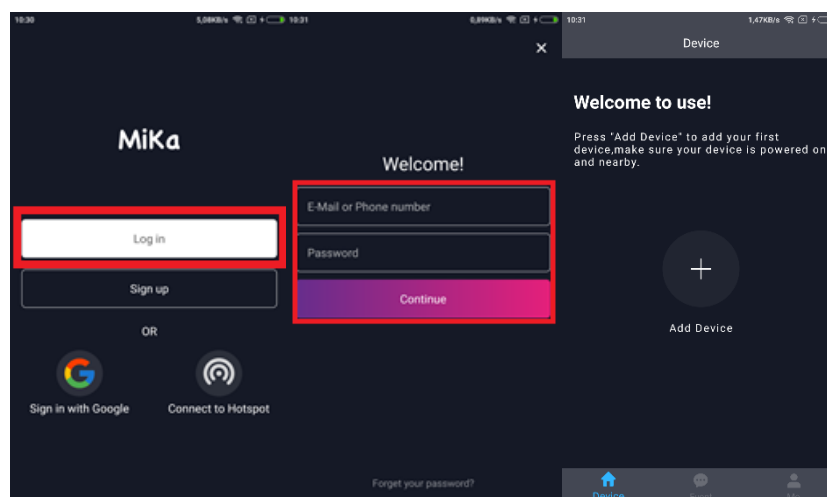 10:30
5,08KB/s
MiKa
Log in
Sign up
OR
Sign in with Google
Connect to Hotspot
10:31
0,89KB/s
Welcome!
E-Mail or Phone number
Password
Continue
Forget your password?
10:31
1,47KB/s
Device
Welcome to use!
Press "Add Device" to add your first
device,make sure your device is powered on
and nearby.
Add Device
Device
Event
Me